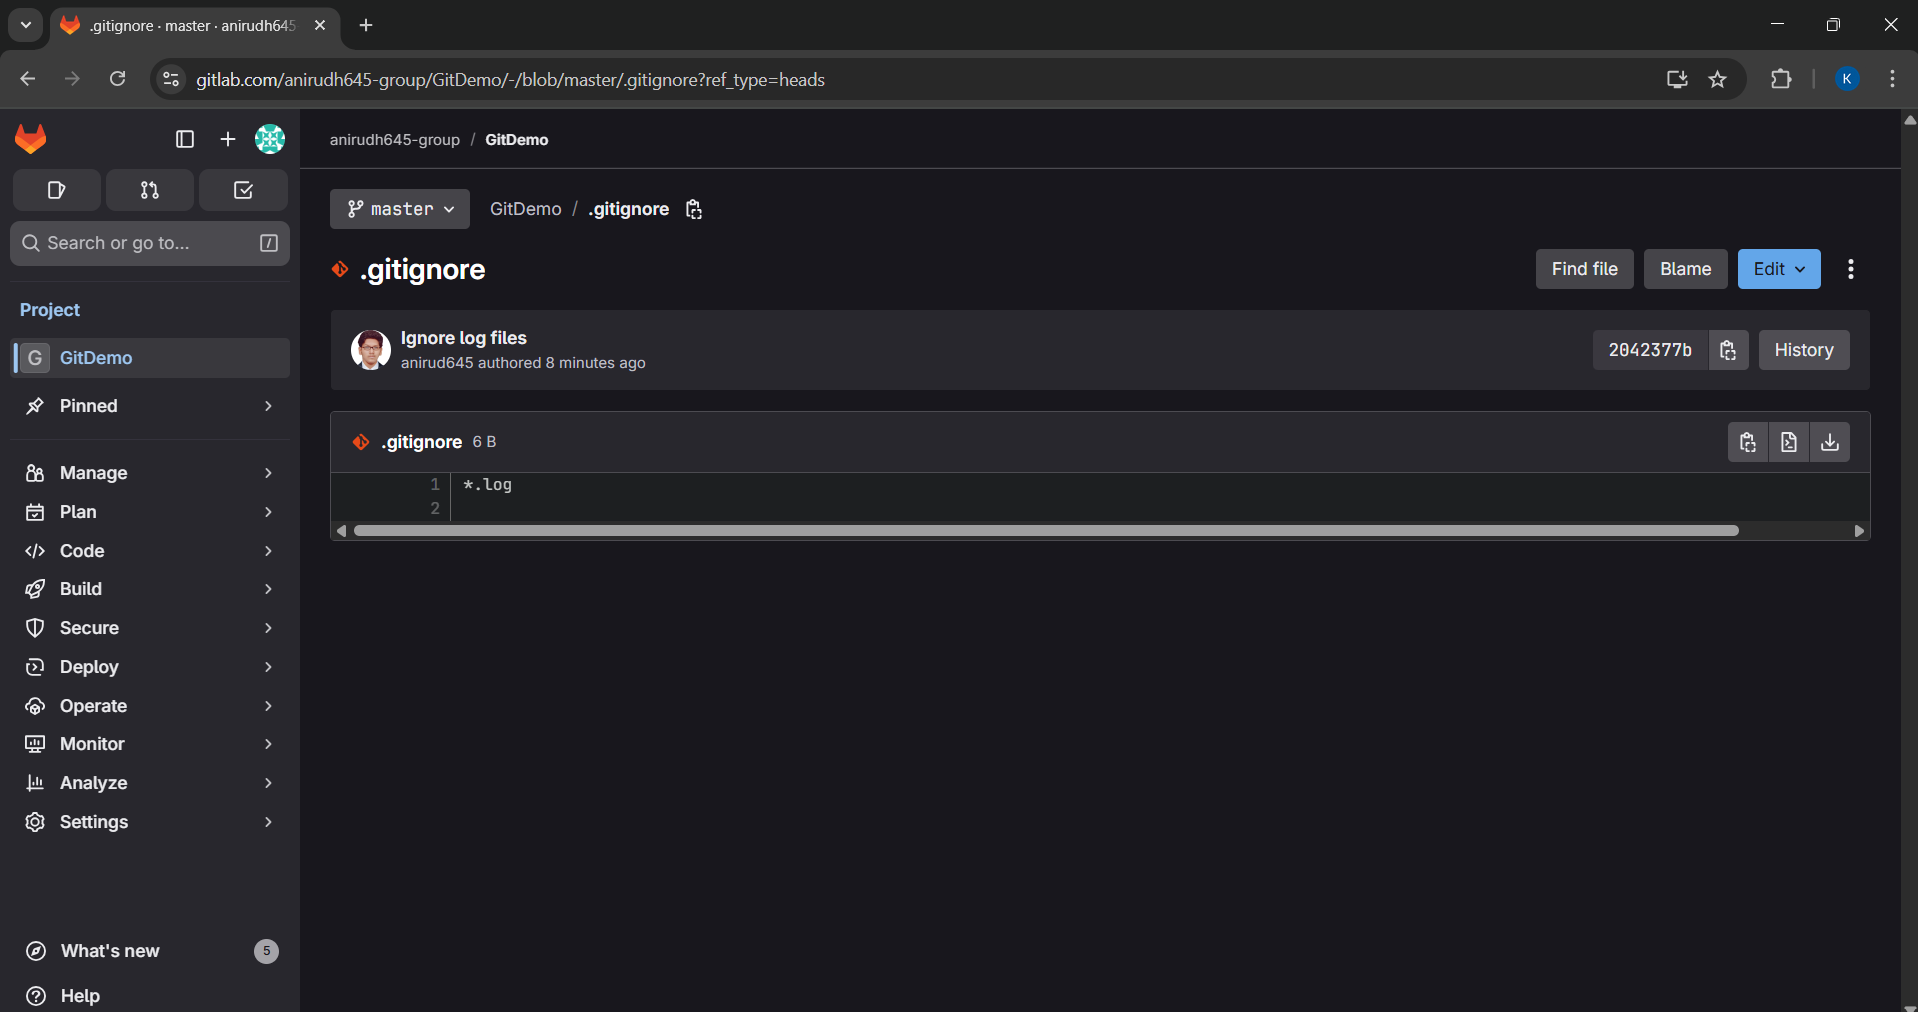 .gitignore · master · anirudh645
gitlab.com/anirudh645-group/GitDemo/-/blob/master/.gitignore?ref_type=heads
K
anirudh645-group / GitDemo
Search or go to... /
master
GitDemo / .gitignore
.gitignore
Find file
Blame
Edit
Project
G GitDemo
Pinned
Manage
Plan
Code
Build
Secure
Deploy
Operate
Monitor
Analyze
Settings
What's new 5
Help
Ignore log files
anirud645 authored 8 minutes ago
2042377b
History
.gitignore 6 B
1 *.log
2